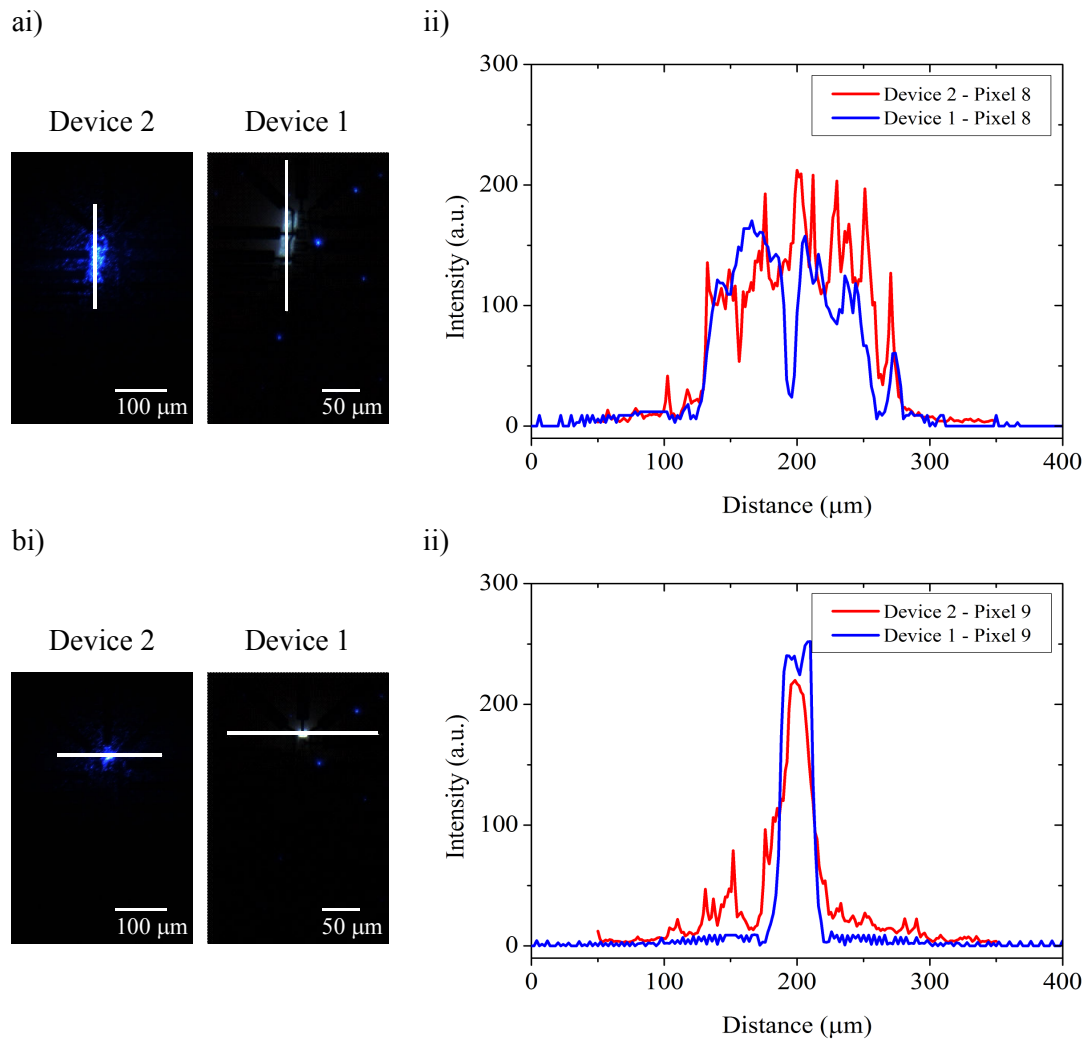 ai)
ii)
Device 2
Device 1
100 μm
50 μm
300
200
100
0
Intensity (a.u.)
Device 2 - Pixel 8
Device 1 - Pixel 8
0 100 200 300 400
Distance (μm)
bi)
ii)
Device 2
Device 1
100 μm
50 μm
300
200
100
0
Intensity (a.u.)
Device 2 - Pixel 9
Device 1 - Pixel 9
0 100 200 300 400
Distance (μm)